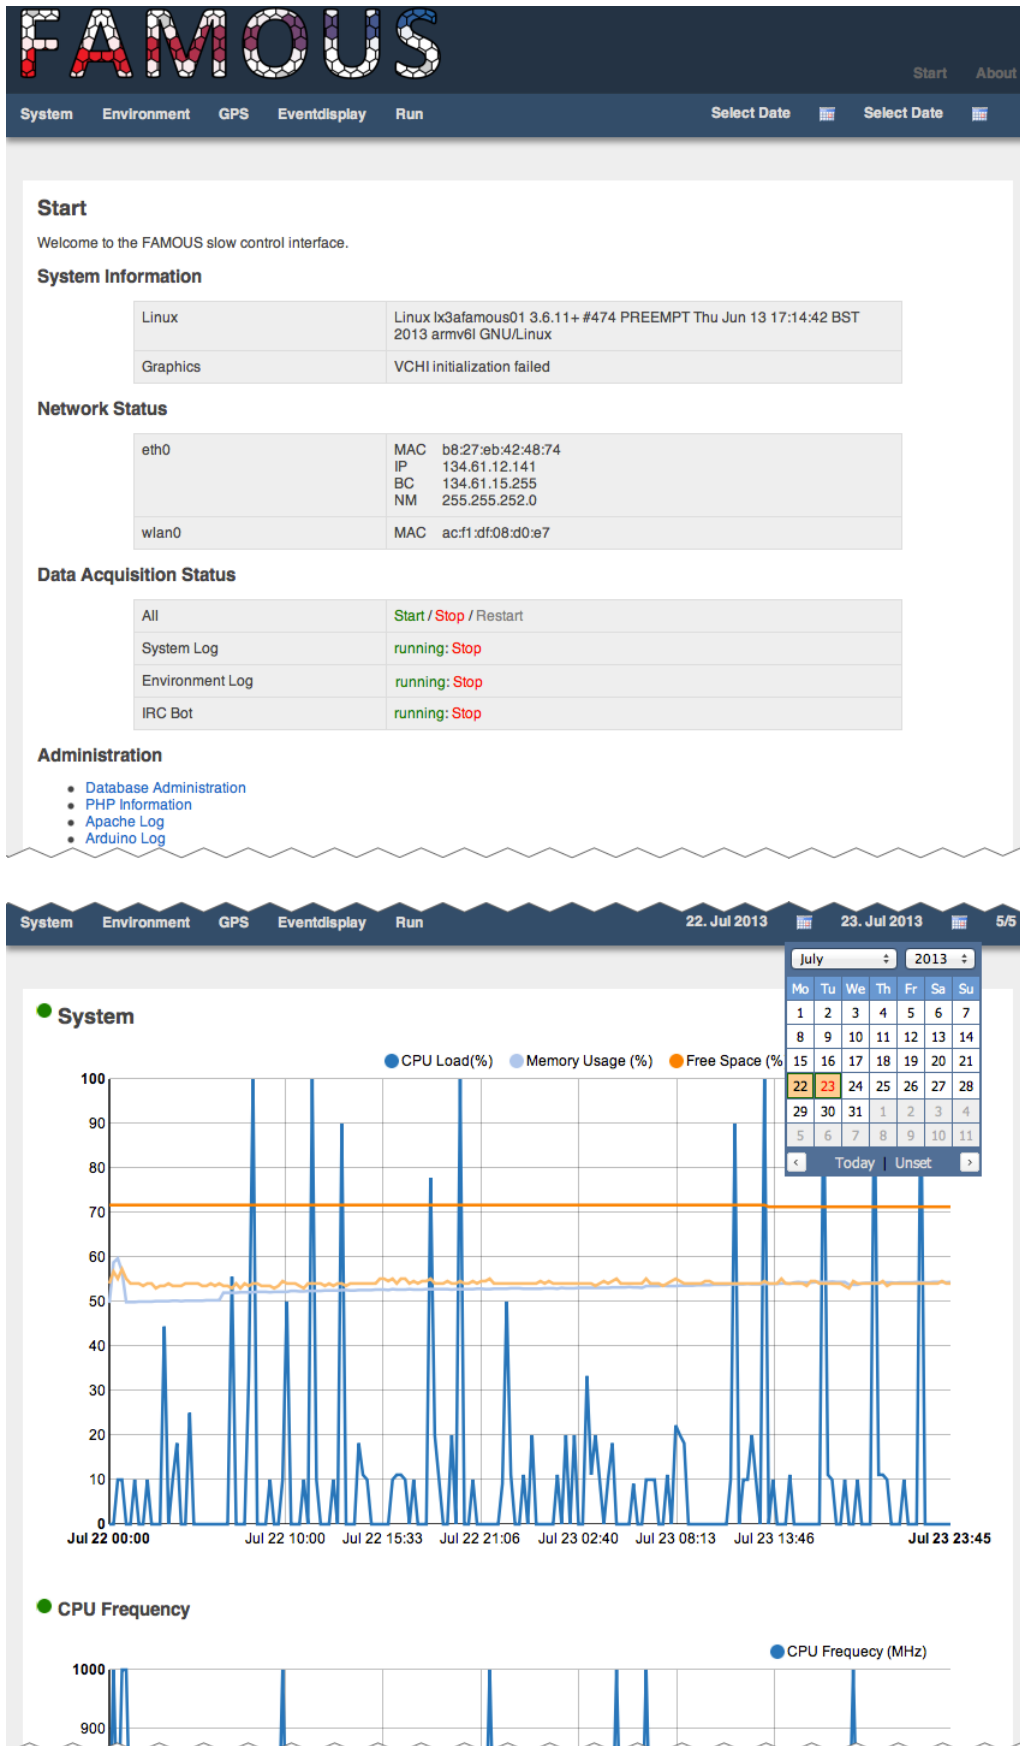 FAMOUS
Start About
System Environment GPS Eventdisplay Run Select Date Select Date
Start
Welcome to the FAMOUS slow control interface.
System Information
Linux Linux lx3afamous01 3.6.11+ #474 PREEMPT Thu Jun 13 17:14:42 BST
2013 armv6l GNU/Linux
Graphics VCHI initialization failed
Network Status
eth0 MAC b8:27:eb:42:48:74
IP 134.61.12.141
BC 134.61.15.255
NM 255.255.252.0
wlan0 MAC ac:f1:df:08:d0:e7
Data Acquisition Status
All Start / Stop / Restart
System Log running: Stop
Environment Log running: Stop
IRC Bot running: Stop
Administration
Database Administration
PHP Information
Apache Log
Arduino Log
System Environment GPS Eventdisplay Run 22. Jul 2013 23. Jul 2013 5/5
July 2013
Mo Tu We Th Fr Sa Su
1 2 3 4 5 6 7
8 9 10 11 12 13 14
15 16 17 18 19 20 21
22 23 24 25 26 27 28
29 30 31 1 2 3 4
5 6 7 8 9 10 11
‹ Today | Unset ›
System
CPU Load(%) Memory Usage (%) Free Space (%
100
90
80
70
60
50
40
30
20
10
0
Jul 22 00:00 Jul 22 10:00 Jul 22 15:33 Jul 22 21:06 Jul 23 02:40 Jul 23 08:13 Jul 23 13:46 Jul 23 23:45
CPU Frequency
CPU Frequecy (MHz)
1000
900